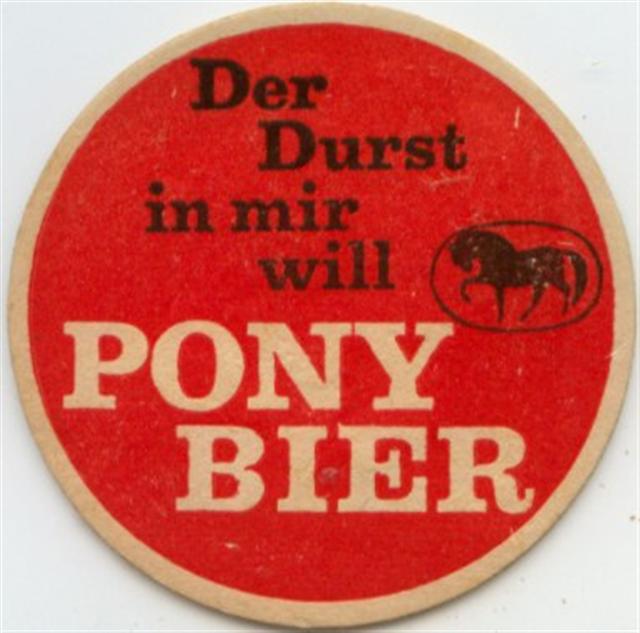 Der
Durst
in mir
will
PONY
BIER